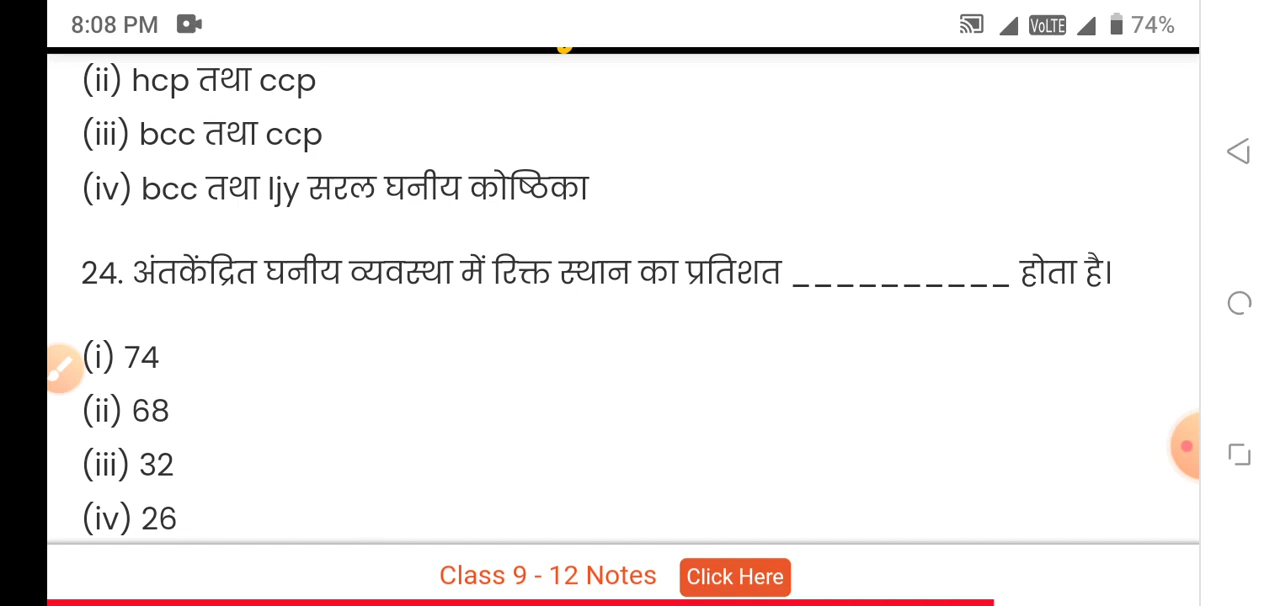 8:08 PM VoLTE 74%
(ii) hcp तथा ccp
(iii) bcc तथा ccp
(iv) bcc तथा ljy सरल घनीय कोष्ठिका
24. अंतकेंद्रित घनीय व्यवस्था में रिक्त स्थान का प्रतिशत __________ होता है।
(i) 74
(ii) 68
(iii) 32
(iv) 26
Class 9 - 12 Notes Click Here